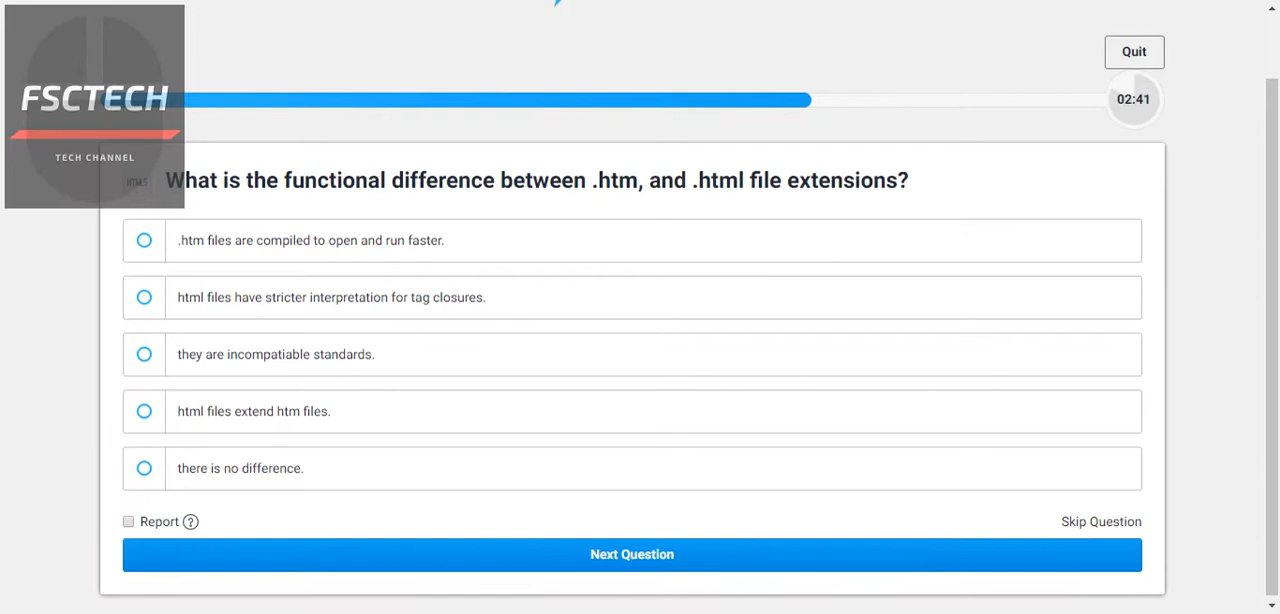 Quit
FSCTECH
TECH CHANNEL
02:41
HTML5
What is the functional difference between .htm, and .html file extensions?
.htm files are compiled to open and run faster.
html files have stricter interpretation for tag closures.
they are incompatiable standards.
html files extend htm files.
there is no difference.
Report ?
Skip Question
Next Question